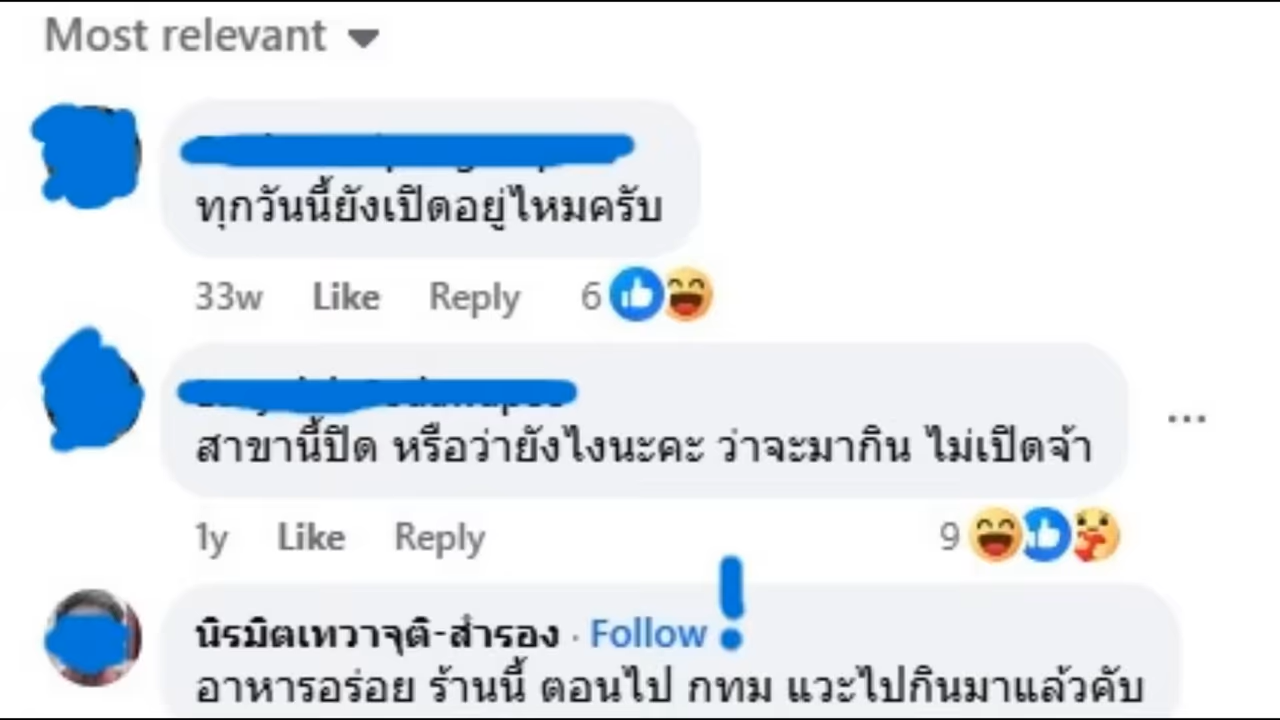 Most relevant
ทุกวันนี้ยังเปิดอยู่ไหมครับ
33w Like Reply 6
สาขานี้ปิด หรือว่ายังไงนะคะ ว่าจะมากิน ไม่เปิดจ้า
1y Like Reply 9
นิรมิตเทวาจุติ-สำรอง · Follow
อาหารอร่อย ร้านนี้ ตอนไป กทม แวะไปกินมาแล้วคับ